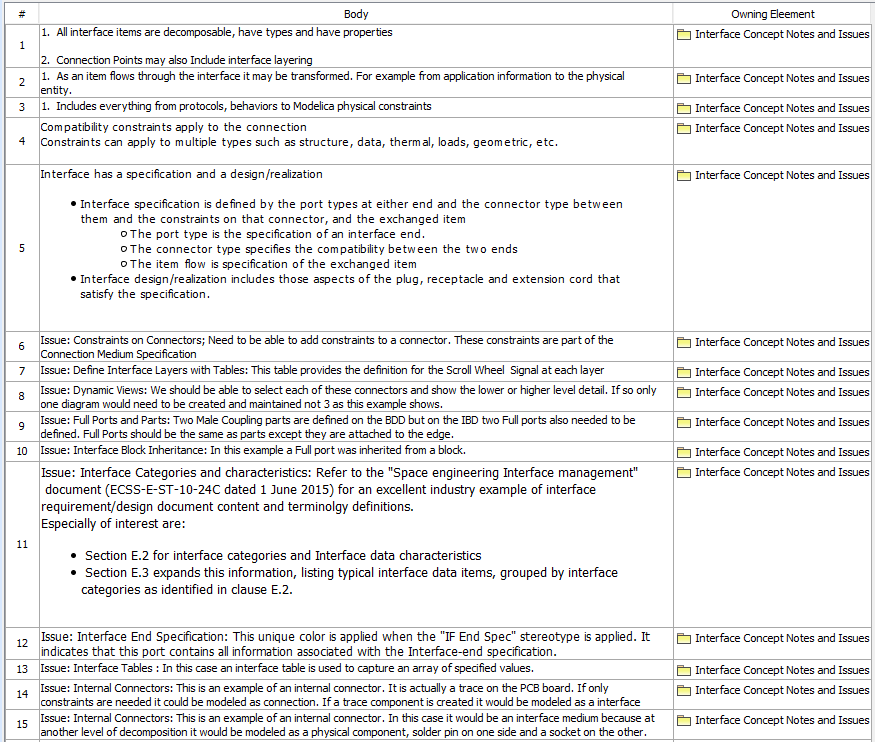 # Body Owning Eleement
1 1. All interface items are decomposable, have types and have properties Interface Concept Notes and Issues
2. Connection Points may also Include interface layering
2 1. As an item flows through the interface it may be transformed. For example from application information to the physical Interface Concept Notes and Issues
entity.
3 1. Includes everything from protocols, behaviors to Modelica physical constraints Interface Concept Notes and Issues
4 Compatibility constraints apply to the connection Interface Concept Notes and Issues
Constraints can apply to multiple types such as structure, data, thermal, loads, geometric, etc.
5 Interface has a specification and a design/realization Interface Concept Notes and Issues
• Interface specification is defined by the port types at either end and the connector type between
them and the constraints on that connector, and the exchanged item
o The port type is the specification of an interface end.
o The connector type specifies the compatibility between the two ends
o The item flow is specification of the exchanged item
• Interface design/realization includes those aspects of the plug, receptacle and extension cord that
satisfy the specification.
6 Issue: Constraints on Connectors; Need to be able to add constraints to a connector. These constraints are part of the Interface Concept Notes and Issues
Connection Medium Specification
7 Issue: Define Interface Layers with Tables: This table provides the definition for the Scroll Wheel Signal at each layer Interface Concept Notes and Issues
8 Issue: Dynamic Views: We should be able to select each of these connectors and show the lower or higher level detail. If so only Interface Concept Notes and Issues
one diagram would need to be created and maintained not 3 as this example shows.
9 Issue: Full Ports and Parts: Two Male Coupling parts are defined on the BDD but on the IBD two Full ports also needed to be Interface Concept Notes and Issues
defined. Full Ports should be the same as parts except they are attached to the edge.
10 Issue: Interface Block Inheritance: In this example a Full port was inherited from a block. Interface Concept Notes and Issues
11 Issue: Interface Categories and characteristics: Refer to the "Space engineering Interface management" Interface Concept Notes and Issues
document (ECSS-E-ST-10-24C dated 1 June 2015) for an excellent industry example of interface
requirement/design document content and terminolgy definitions.
Especially of interest are:
• Section E.2 for interface categories and Interface data characteristics
• Section E.3 expands this information, listing typical interface data items, grouped by interface
categories as identified in clause E.2.
12 Issue: Interface End Specification: This unique color is applied when the "IF End Spec" stereotype is applied. It Interface Concept Notes and Issues
indicates that this port contains all information associated with the Interface-end specification.
13 Issue: Interface Tables : In this case an interface table is used to capture an array of specified values. Interface Concept Notes and Issues
14 Issue: Internal Connectors: This is an example of an internal connector. It is actually a trace on the PCB board. If only Interface Concept Notes and Issues
constraints are needed it could be modeled as connection. If a trace component is created it would be modeled as a interface
15 Issue: Internal Connectors: This is an example of an internal connector. In this case it would be an interface medium because at Interface Concept Notes and Issues
another level of decomposition it would be modeled as a physical component, solder pin on one side and a socket on the other.